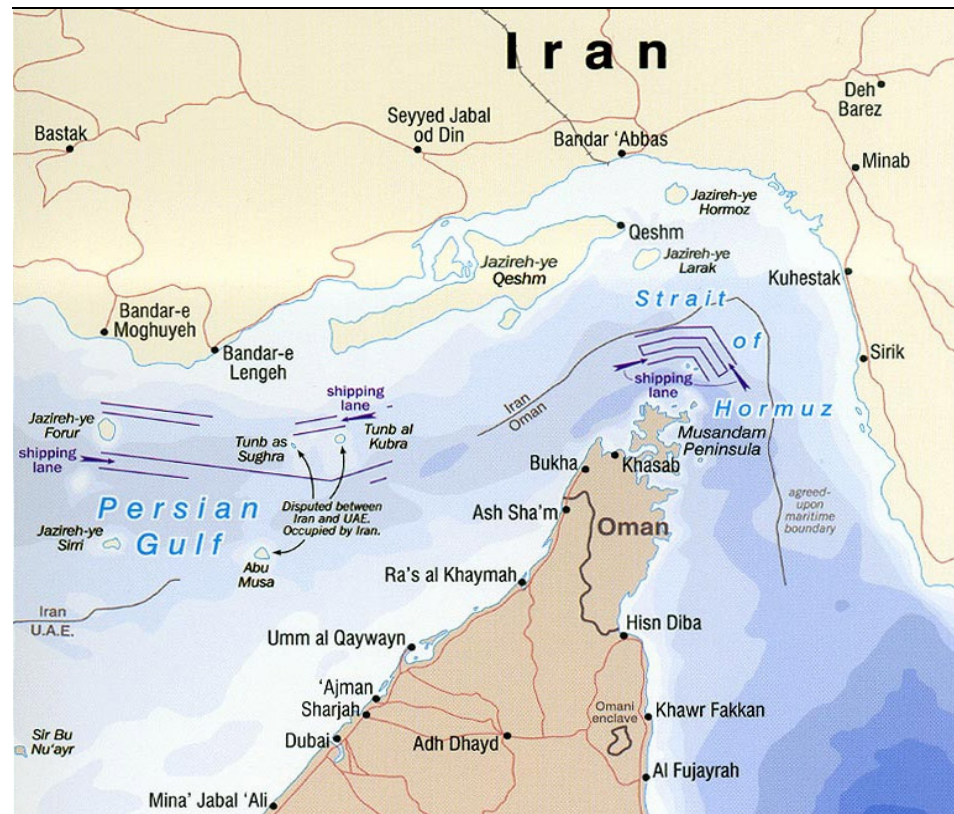 Iran
Deh
Barez
Seyyed Jabal
od Din
Bastak
Bandar ‘Abbas
Minab
Jazireh-ye
Hormoz
Qeshm
Jazireh-ye
Larak
Jazireh-ye
Qeshm
Kuhestak
Strait
of
Hormuz
Bandar-e
Moghuyeh
Bandar-e
Lengeh
Sirik
shipping
lane
Iran
Oman
shipping
lane
Jazireh-ye
Forur
Tunb as
Sughra
Tunb al
Kubra
Musandam
Peninsula
shipping
lane
Bukha
Khasab
Disputed between
Iran and UAE.
Occupied by Iran.
Persian
Gulf
agreed-
upon
maritime
boundary
Ash Sha'm
Oman
Jazireh-ye
Sirri
Abu
Musa
Ra's al Khaymah
Iran
U.A.E.
Hisn Diba
Umm al Qaywayn
‘Ajman
Sharjah
Omani
enclave
Khawr Fakkan
Dubai
Adh Dhayd
Sir Bu
Nu‘ayr
Al Fujayrah
Mina' Jabal ‘Ali